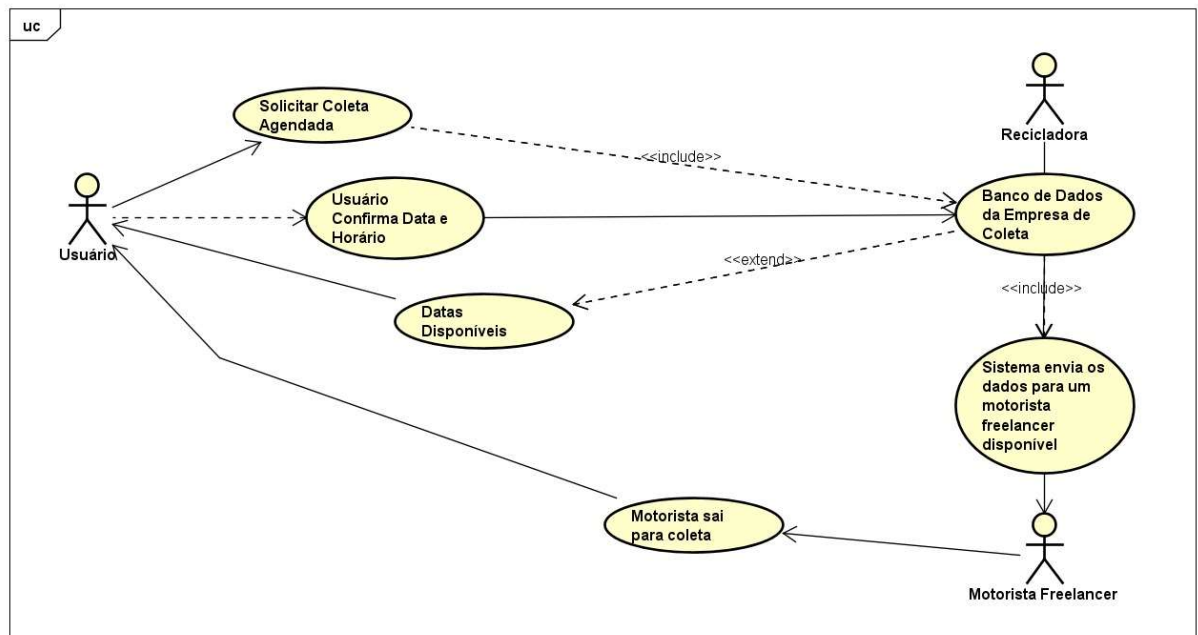 uc
Solicitar Coleta
Agendada
Recicladora
<<include>>
Usuário
Confirma Data e
Horário
Banco de Dados
da Empresa de
Coleta
Usuário
<<extend>>
<<include>>
Datas
Disponíveis
Sistema envia os
dados para um
motorista
freelancer
disponível
Motorista sai
para coleta
Motorista Freelancer